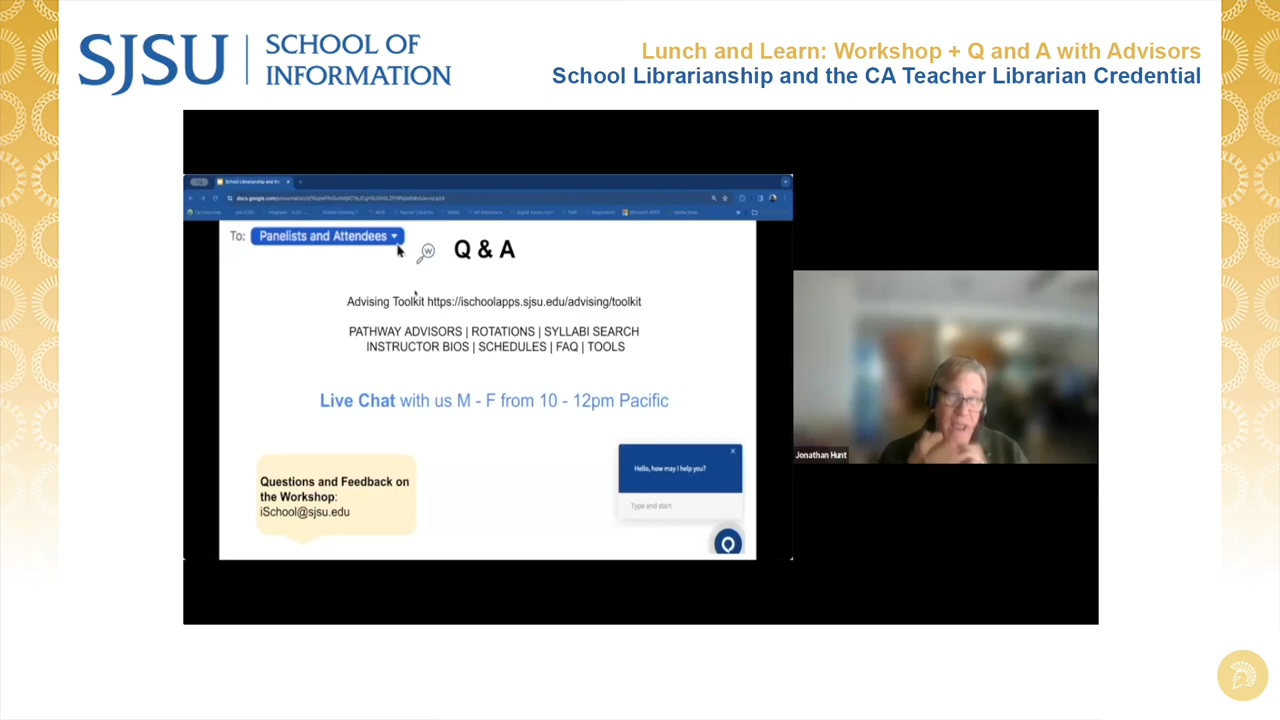 SJSU
SCHOOL OF
INFORMATION
Lunch and Learn: Workshop + Q and A with Advisors
School Librarianship and the CA Teacher Librarian Credential
To: Panelists and Attendees
W
Q & A
Advising Toolkit https://ischoolapps.sjsu.edu/advising/toolkit
PATHWAY ADVISORS | ROTATIONS | SYLLABI SEARCH
INSTRUCTOR BIOS | SCHEDULES | FAQ | TOOLS
Live Chat with us M - F from 10 - 12pm Pacific
Questions and Feedback on
the Workshop:
iSchool@sjsu.edu
Hello, how may I help you?
Type and start
Jonathan Hunt